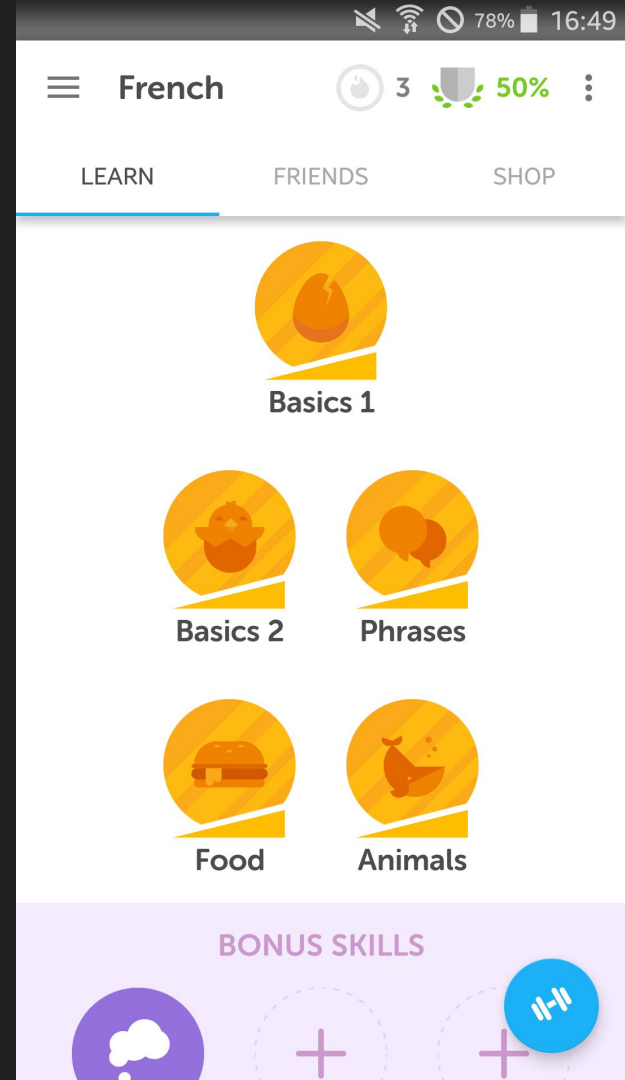 78% 16:49
French 3 50%
LEARN FRIENDS SHOP
Basics 1
Basics 2 Phrases
Food Animals
BONUS SKILLS